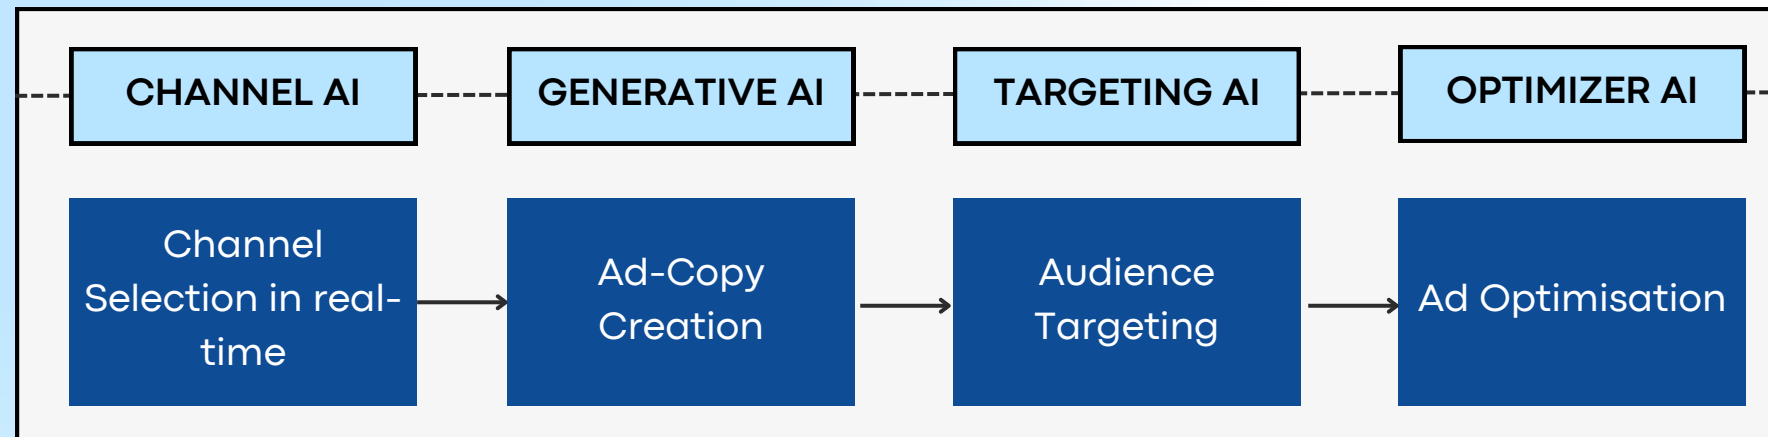 CHANNEL AI
GENERATIVE AI
TARGETING AI
OPTIMIZER AI
Channel
Selection in real-
time
Ad-Copy
Creation
Audience
Targeting
Ad Optimisation